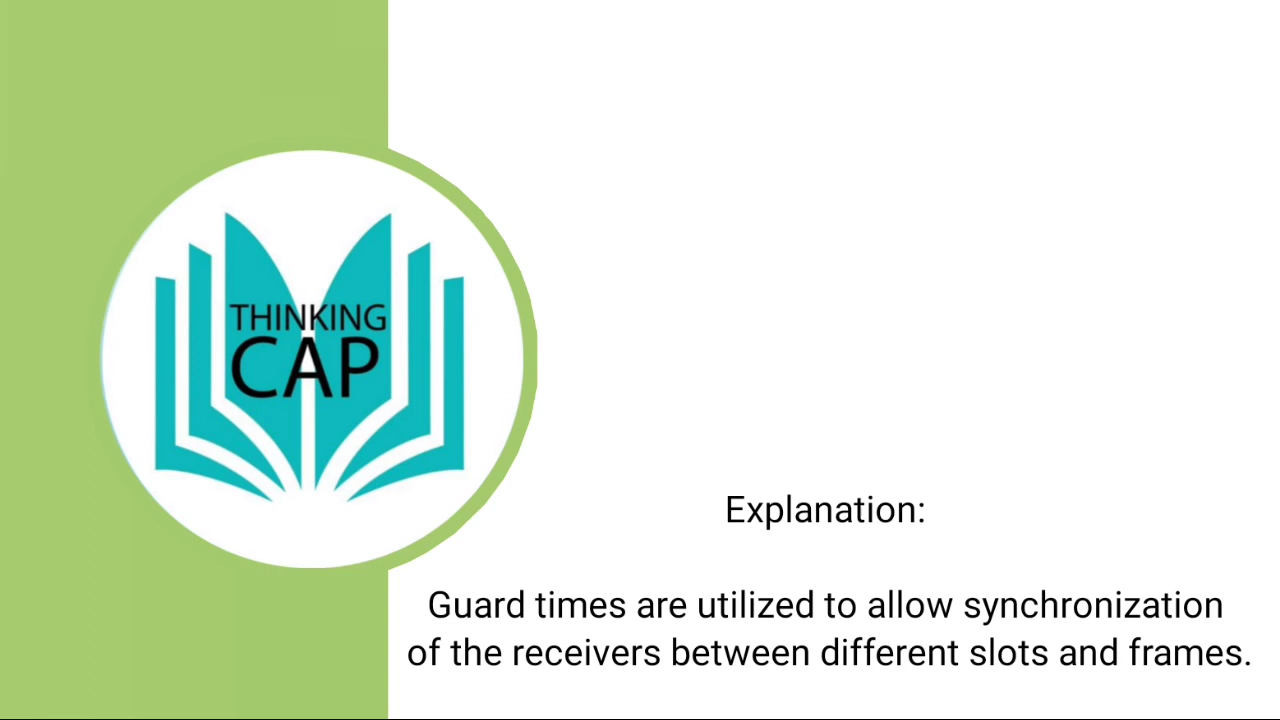 THINKING
CAP
Explanation:
Guard times are utilized to allow synchronization
of the receivers between different slots and frames.